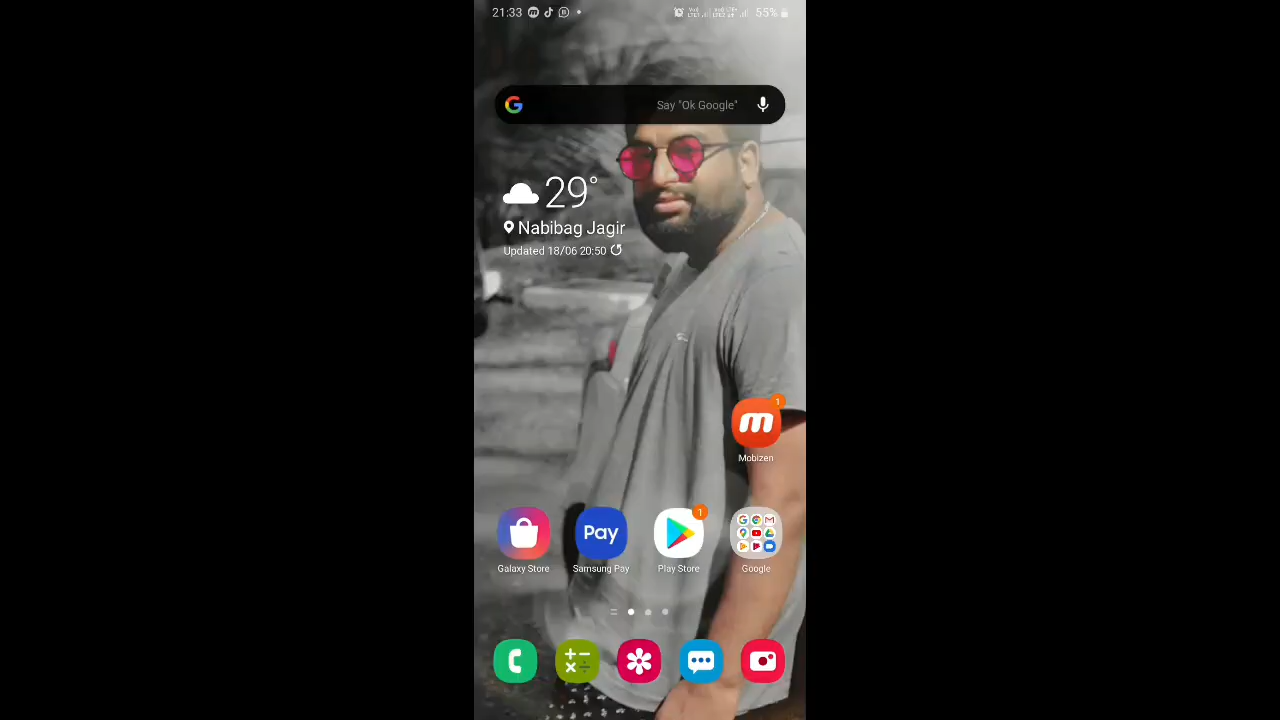 21:33
55%
Say "Ok Google"
29°
Nabibag Jagir
Updated 18/06 20:50
1
Mobizen
Pay
1
Galaxy Store
Samsung Pay
Play Store
Google